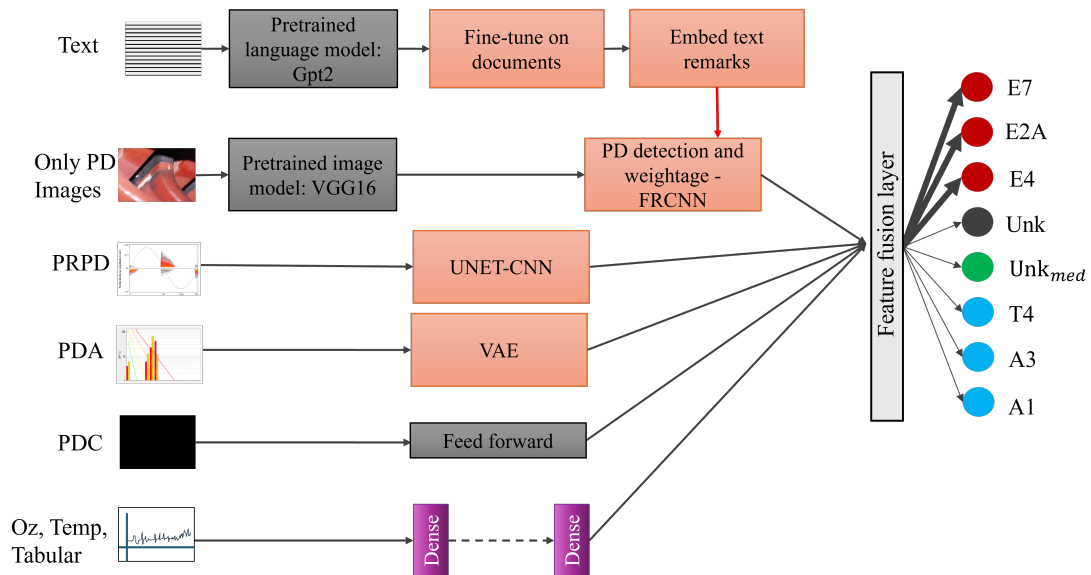 Text
Pretrained
language model:
Gpt2
Fine-tune on
documents
Embed text
remarks
Only PD
Images
Pretrained image
model: VGG16
PD detection and
weightage -
FRCNN
PRPD
UNET-CNN
PDA
VAE
PDC
Feed forward
Oz, Temp,
Tabular
Dense
Dense
Feature fusion layer
E7
E2A
E4
Unk
Unkmed
T4
A3
A1